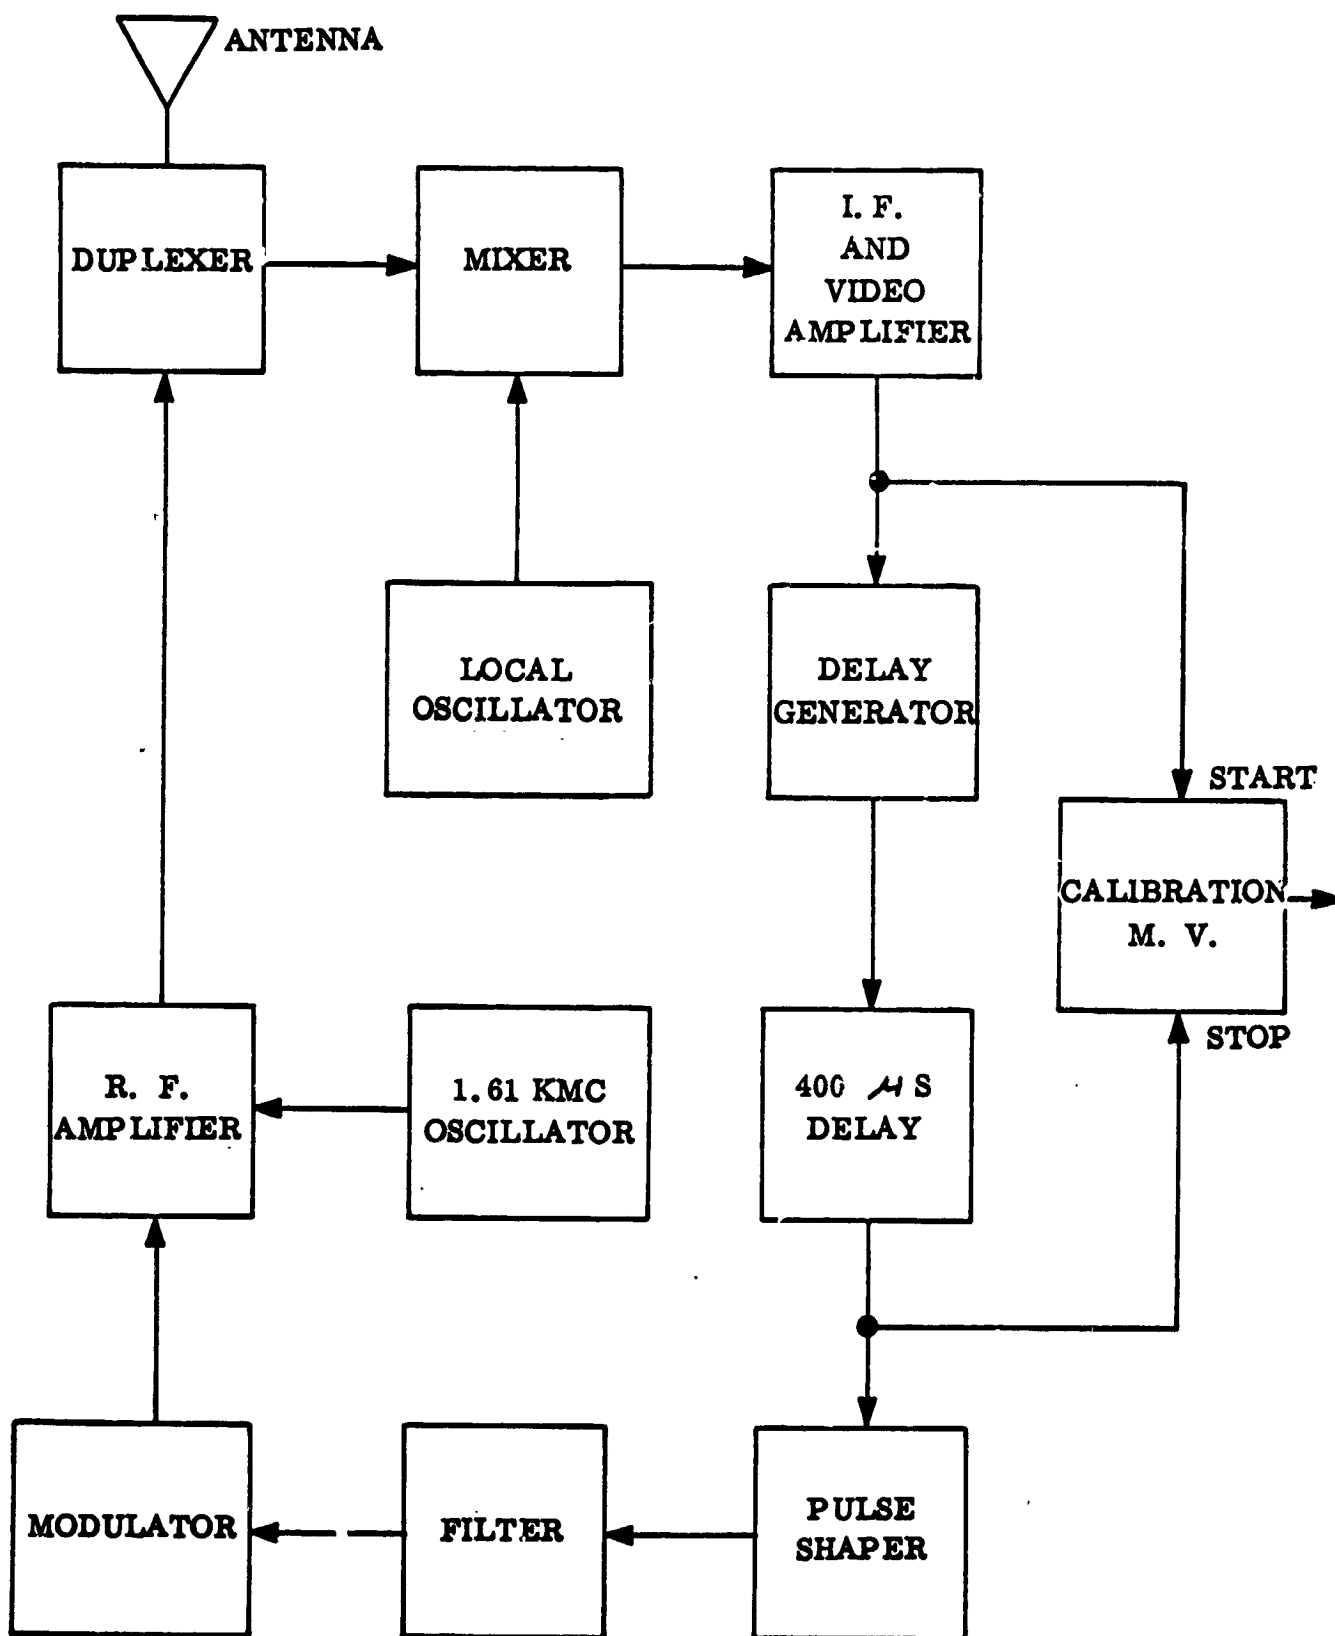 ANTENNA
DUPLEXER
MIXER
I. F.
AND
VIDEO
AMPLIFIER
LOCAL
OSCILLATOR
DELAY
GENERATOR
START
CALIBRATION
M. V.
STOP
R. F.
AMPLIFIER
1.61 KMC
OSCILLATOR
400 μS
DELAY
MODULATOR
FILTER
PULSE
SHAPER